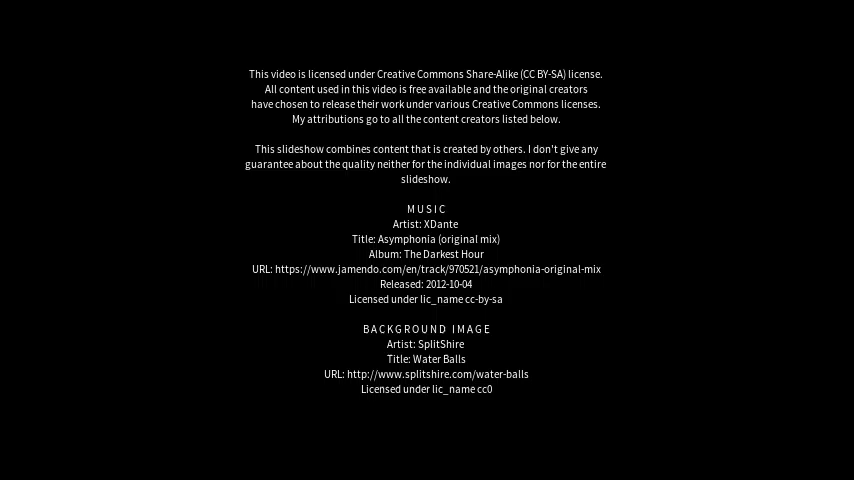 This video is licensed under Creative Commons Share-Alike (CC BY-SA) license.
All content used in this video is free available and the original creators
have chosen to release their work under various Creative Commons licenses.
My attributions go to all the content creators listed below.
This slideshow combines content that is created by others. I don't give any
guarantee about the quality neither for the individual images nor for the entire
slideshow.
MUSIC
Artist: XDante
Title: Asymphonia (original mix)
Album: The Darkest Hour
URL: https://www.jamendo.com/en/track/970521/asymphonia-original-mix
Released: 2012-10-04
Licensed under lic_name cc-by-sa
BACKGROUND IMAGE
Artist: SplitShire
Title: Water Balls
URL: http://www.splitshire.com/water-balls
Licensed under lic_name cc0